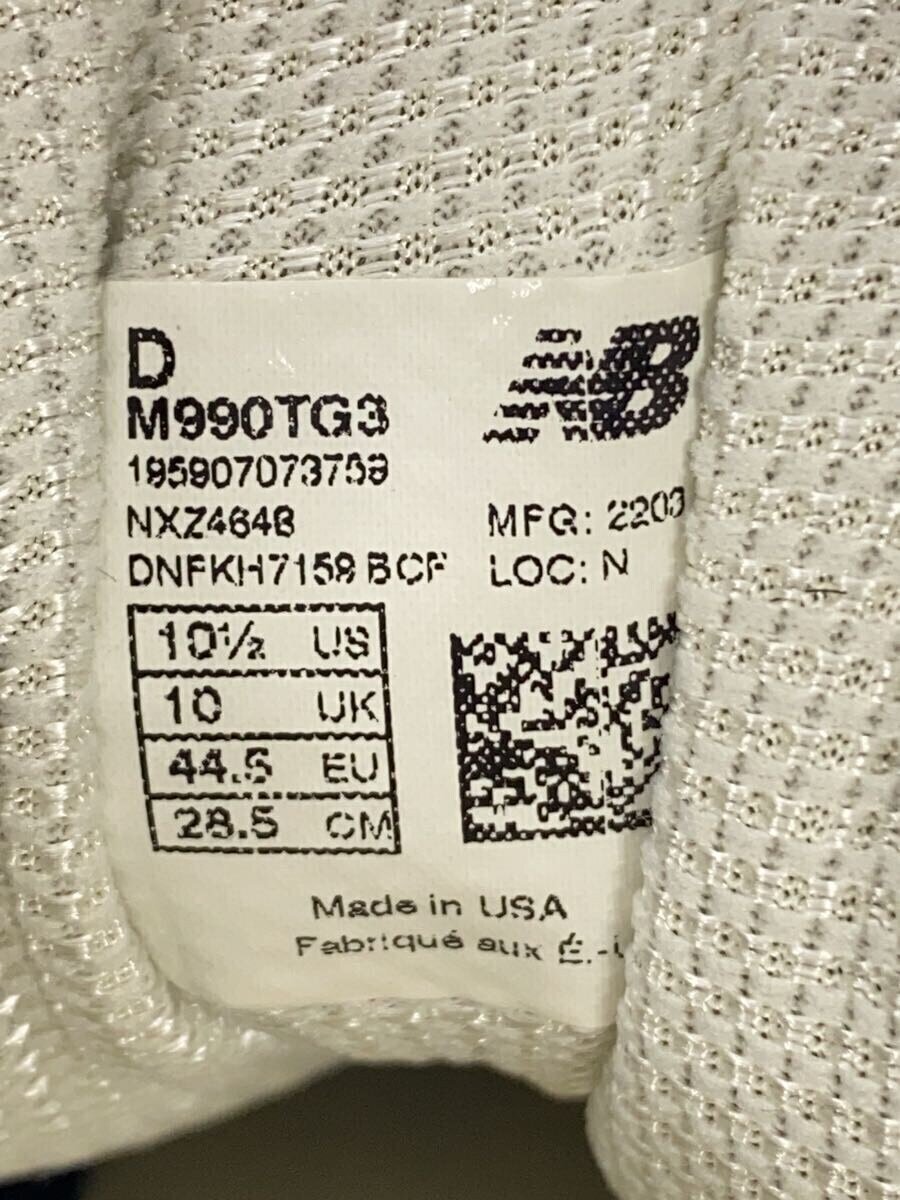 D
NB
M990TG3
195907073759
NXZ4648
MFG: 2203
DNFKH7159 BCF
LOC: N
10½ US
10 UK
44.5 EU
28.5 CM
Made in USA
Fabriqué aux É.-